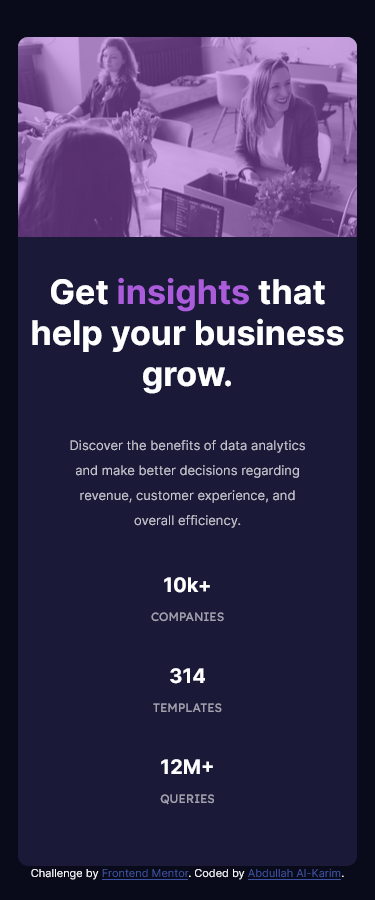 Get insights that
help your business
grow.
Discover the benefits of data analytics
and make better decisions regarding
revenue, customer experience, and
overall efficiency.
10k+
COMPANIES
314
TEMPLATES
12M+
QUERIES
Challenge by Frontend Mentor. Coded by Abdullah Al-Karim.